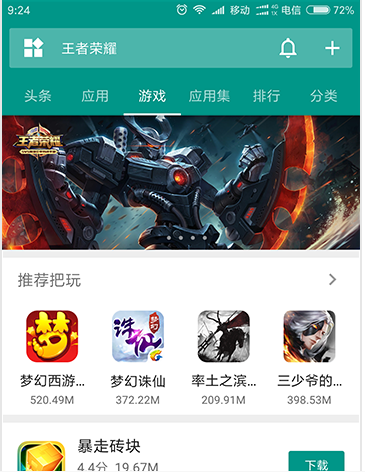 9:24 移动 4G 1X 电信 72%
王者荣耀
头条 应用 游戏 应用集 排行 分类
王者荣耀
推荐把玩
梦幻西游... 梦幻诛仙 率土之滨... 三少爷的...
520.49M 372.22M 209.91M 398.53M
暴走砖块
4.4分 19.67M
下载